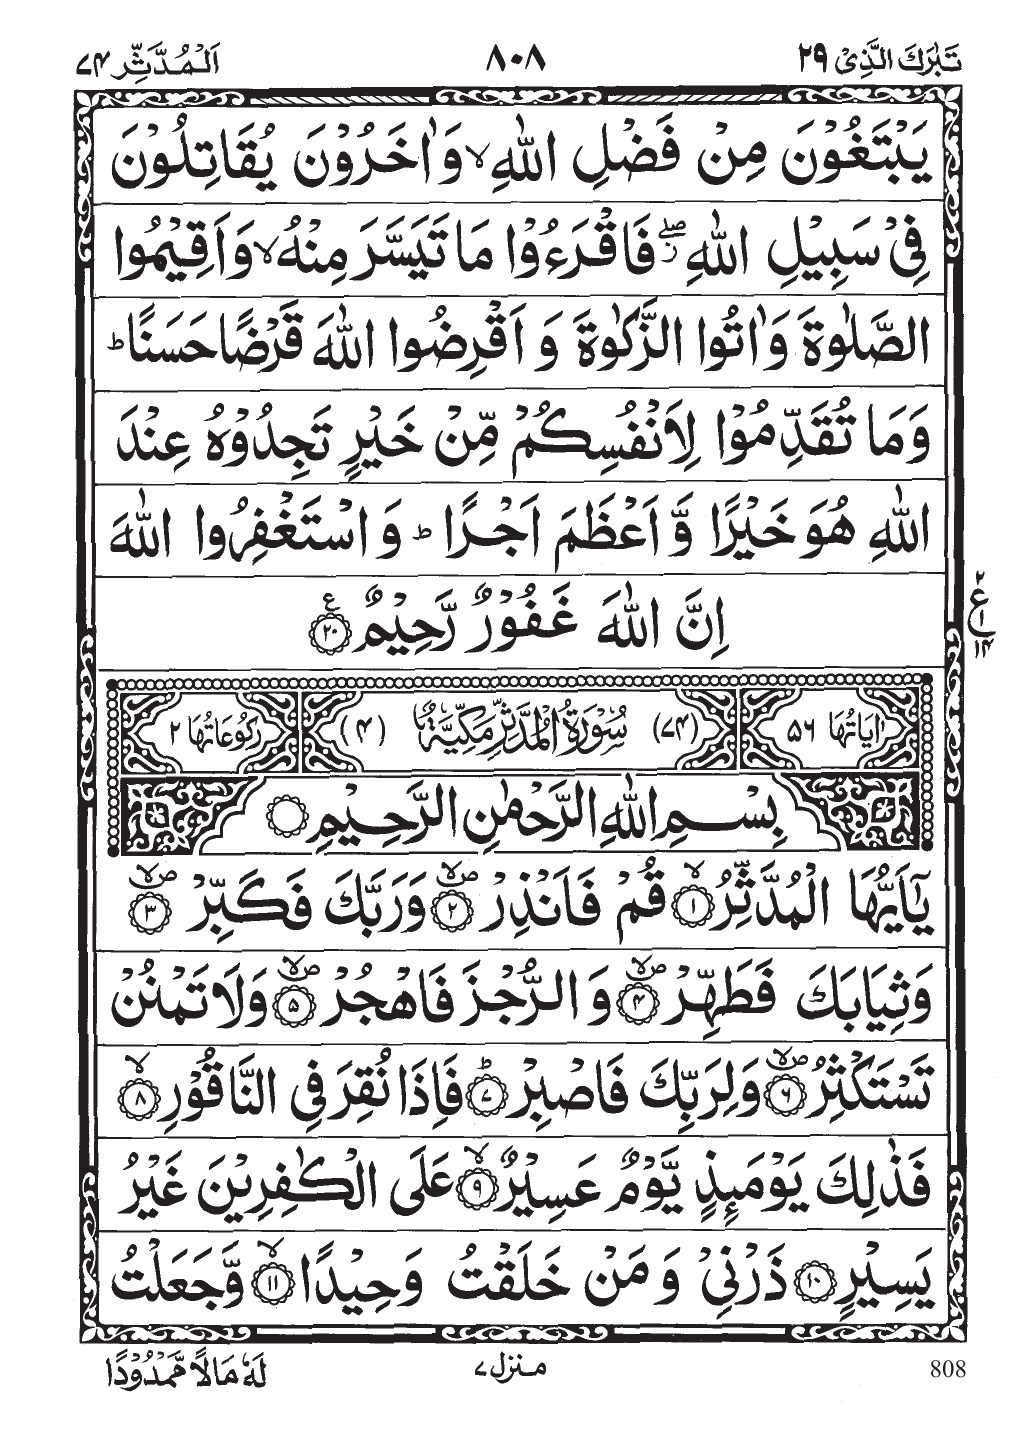 تَبٰرَكَ الَّذِیْ ۲۹
۸۰۸
اَلْمُدَّثِّر ۷۴
یَبْتَغُوْنَ مِنْ فَضْلِ اللّٰهِ ۙ وَاٰخَرُوْنَ یُقَاتِلُوْنَ
فِیْ سَبِیْلِ اللّٰهِ ۖؗ فَاقْرَءُوْا مَا تَیَسَّرَ مِنْهُ ۙ وَاَقِیْمُوا
الصَّلٰوةَ وَاٰتُوا الزَّكٰوةَ وَ اَقْرِضُوا اللّٰهَ قَرْضًا حَسَنًا ؕ
وَمَا تُقَدِّمُوْا لِاَنْفُسِكُمْ مِّنْ خَیْرٍ تَجِدُوْهُ عِنْدَ
اللّٰهِ هُوَ خَیْرًا وَّ اَعْظَمَ اَجْرًا ؕ وَ اسْتَغْفِرُوا اللّٰهَ
اِنَّ اللّٰهَ غَفُوْرٌ رَّحِیْمٌ ۲۰ ع
۲
ع
۱
۱۴
اٰیَاتُهَا ۵۶
(۷۴) سُوْرَةُ الْمُدَّثِّرِ مَكِّیَّةٌ (۴)
رُكُوْعَاتُهَا ۲
بِسْمِ اللّٰهِ الرَّحْمٰنِ الرَّحِیْمِ
یٰۤاَیُّهَا الْمُدَّثِّرُ ۙ۱ قُمْ فَاَنْذِرْ ۪ۙ۲ وَرَبَّكَ فَكَبِّرْ ۪ۙ۳
وَثِیَابَكَ فَطَهِّرْ ۪ۙ۴ وَ الرُّجْزَ فَاهْجُرْ ۪ۙ۵ وَلَا تَمْنُنْ
تَسْتَكْثِرُ ۪ۙ۶ وَلِرَبِّكَ فَاصْبِرْ ؕ۷ فَاِذَا نُقِرَ فِی النَّاقُوْرِ ۙ۸
فَذٰلِكَ یَوْمَىِٕذٍ یَّوْمٌ عَسِیْرٌ ۙ۹ عَلَی الْكٰفِرِیْنَ غَیْرُ
یَسِیْرٍ ۱۰ ذَرْنِیْ وَ مَنْ خَلَقْتُ وَحِیْدًا ۙ۱۱ وَّجَعَلْتُ
لَهٗ مَالًا مَّمْدُوْدًا
منزل ۷
808